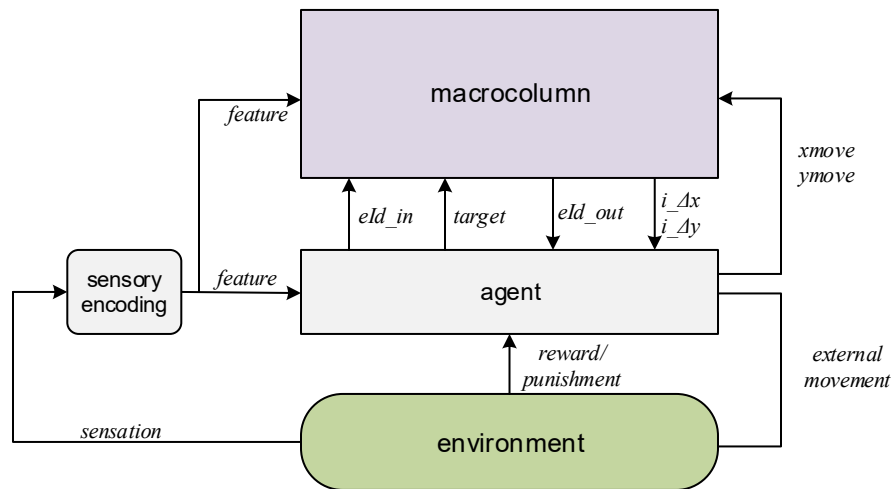 macrocolumn
feature
xmove
ymove
eId_in
target
eId_out
i_Δx
i_Δy
sensory
encoding
feature
agent
reward/
punishment
external
movement
sensation
environment